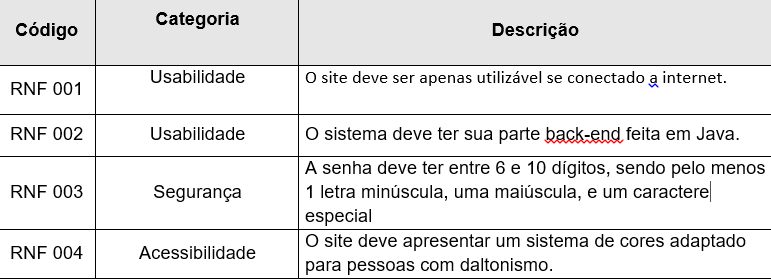 Código Categoria Descrição
RNF 001 Usabilidade O site deve ser apenas utilizável se conectado a internet.
RNF 002 Usabilidade O sistema deve ter sua parte back-end feita em Java.
A senha deve ter entre 6 e 10 dígitos, sendo pelo menos
RNF 003 Segurança 1 letra minúscula, uma maiúscula, e um caractere
especial
RNF 004 Acessibilidade O site deve apresentar um sistema de cores adaptado
para pessoas com daltonismo.